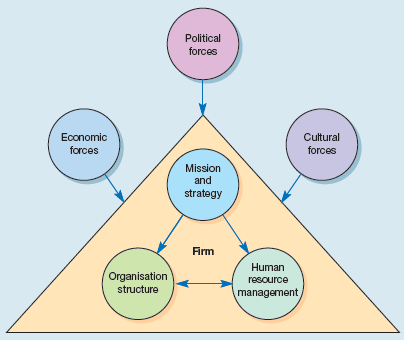 Political
forces
Economic
forces
Cultural
forces
Mission
and
strategy
Firm
Organisation
structure
Human
resource
management